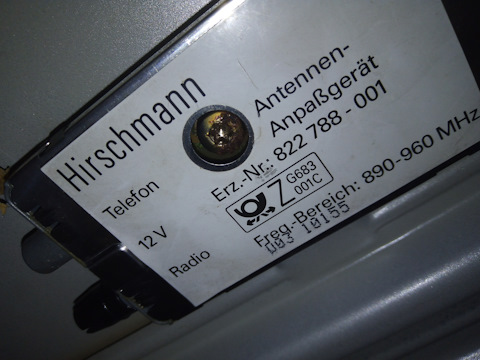 Hirschmann
Antennen-
Anpaßgerät
Telefon
Erz.-Nr.: 822 788 - 001
12 V
Z G683
001C
Radio
Freq.-Bereich: 890-960 MHz
D03 10155